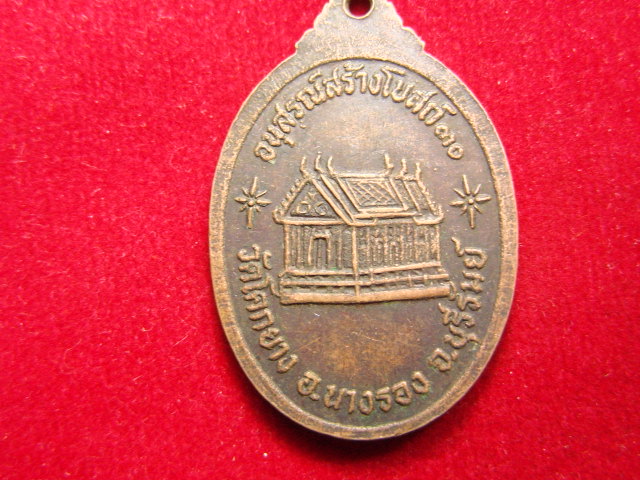 อนุสรณ์สร้างโบสถ์๓๐
วัดโคกยาง อ.นางรอง จ.บุรีรัมย์